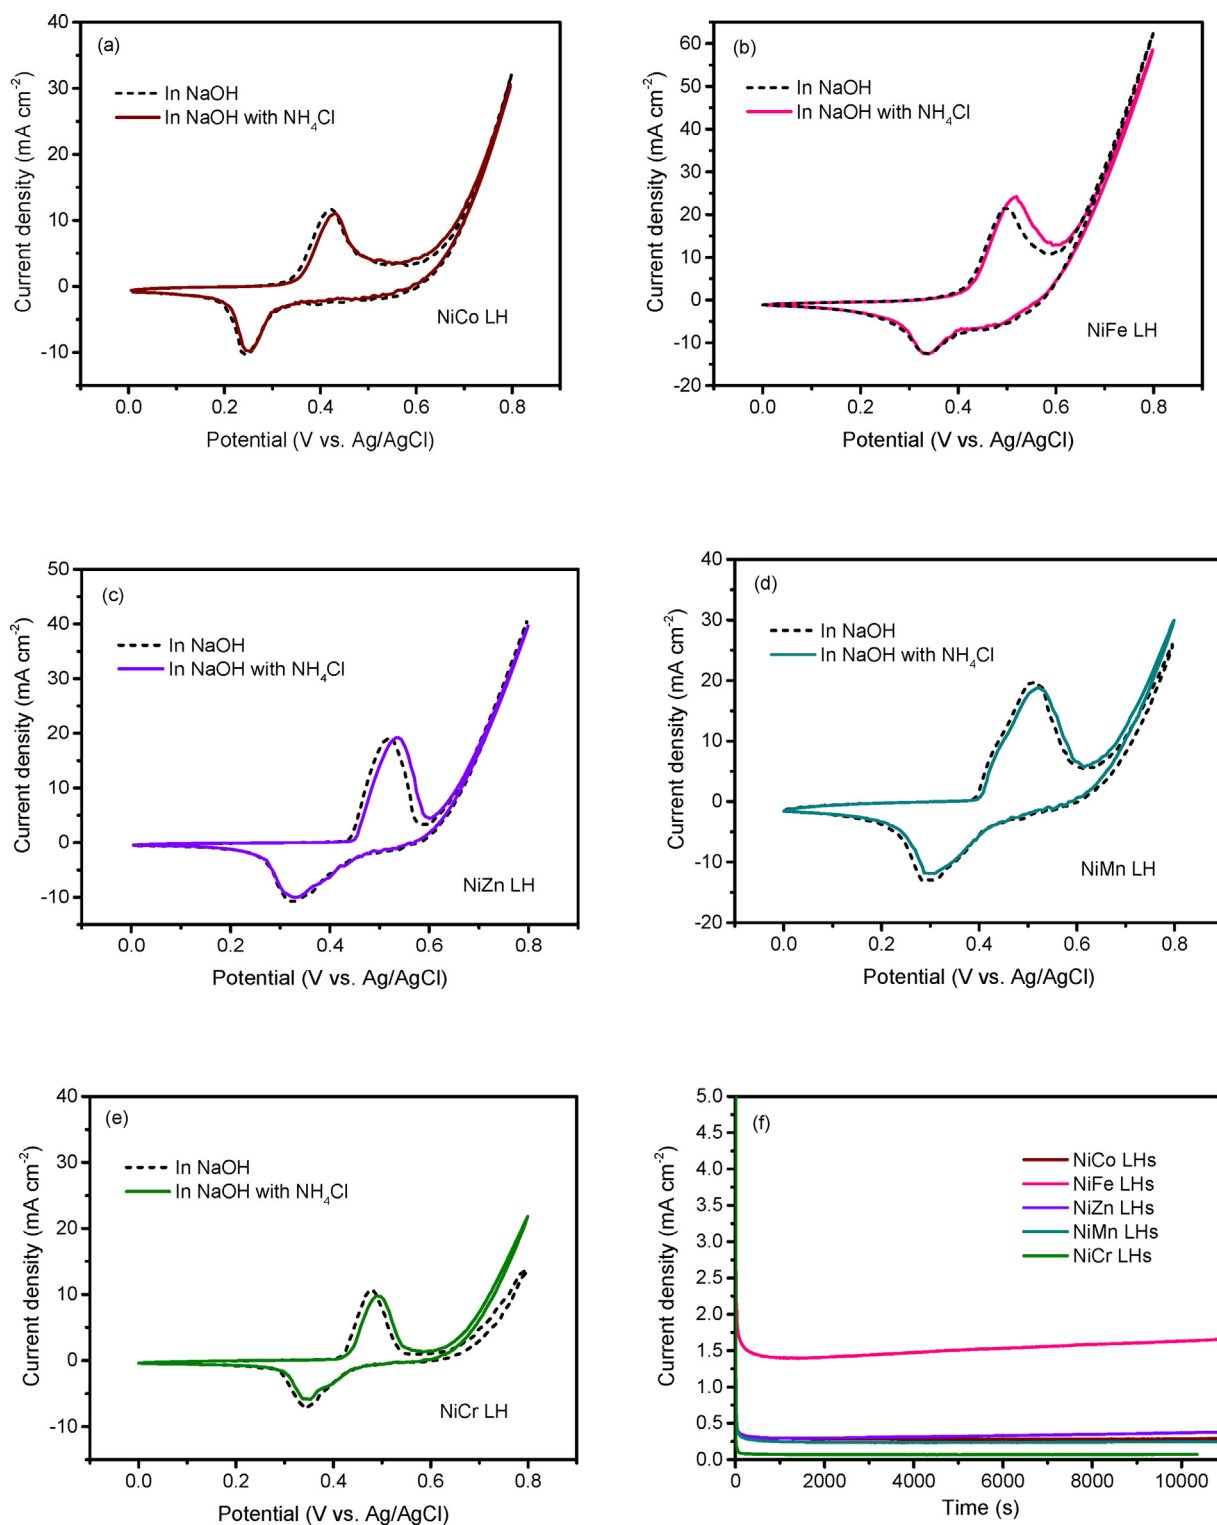 (a)
In NaOH
In NaOH with NH₄Cl
NiCo LH
Current density (mA cm⁻²)
40
30
20
10
0
-10
0.0 0.2 0.4 0.6 0.8
Potential (V vs. Ag/AgCl)
(b)
In NaOH
In NaOH with NH₄Cl
NiFe LH
Current density (mA cm⁻²)
60
50
40
30
20
10
0
-10
-20
0.0 0.2 0.4 0.6 0.8
Potential (V vs. Ag/AgCl)
(c)
In NaOH
In NaOH with NH₄Cl
NiZn LH
Current density (mA cm⁻²)
50
40
30
20
10
0
-10
0.0 0.2 0.4 0.6 0.8
Potential (V vs. Ag/AgCl)
(d)
In NaOH
In NaOH with NH₄Cl
NiMn LH
Current density (mA cm⁻²)
40
30
20
10
0
-10
-20
0.0 0.2 0.4 0.6 0.8
Potential (V vs. Ag/AgCl)
(e)
In NaOH
In NaOH with NH₄Cl
NiCr LH
Current density (mA cm⁻²)
40
30
20
10
0
-10
0.0 0.2 0.4 0.6 0.8
Potential (V vs. Ag/AgCl)
(f)
NiCo LHs
NiFe LHs
NiZn LHs
NiMn LHs
NiCr LHs
Current density (mA cm⁻²)
5.0
4.5
4.0
3.5
3.0
2.5
2.0
1.5
1.0
0.5
0.0
0 2000 4000 6000 8000 10000
Time (s)